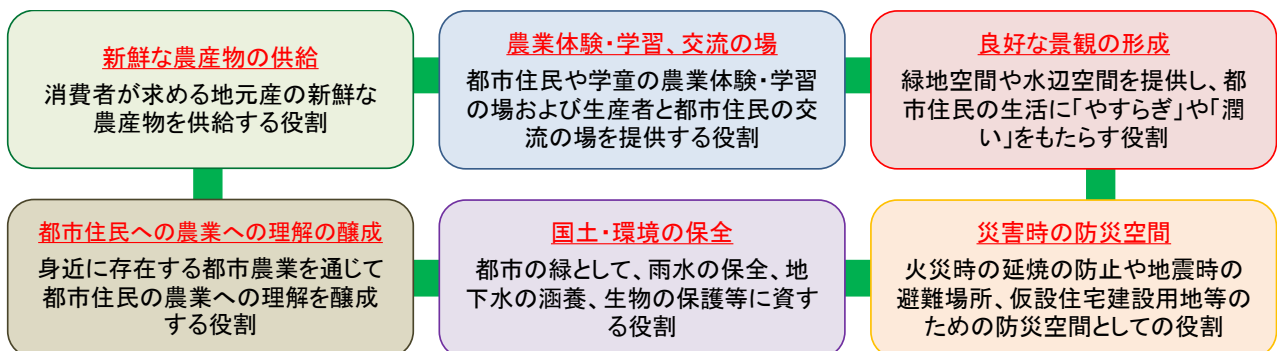 新鮮な農産物の供給
消費者が求める地元産の新鮮な
農産物を供給する役割
農業体験・学習、交流の場
都市住民や学童の農業体験・学習
の場および生産者と都市住民の交
流の場を提供する役割
良好な景観の形成
緑地空間や水辺空間を提供し、都
市住民の生活に「やすらぎ」や「潤
い」をもたらす役割
都市住民への農業への理解の醸成
身近に存在する都市農業を通じて
都市住民の農業への理解を醸成
する役割
国土・環境の保全
都市の緑として、雨水の保全、地
下水の涵養、生物の保護等に資す
る役割
災害時の防災空間
火災時の延焼の防止や地震時の
避難場所、仮設住宅建設用地等の
ための防災空間としての役割